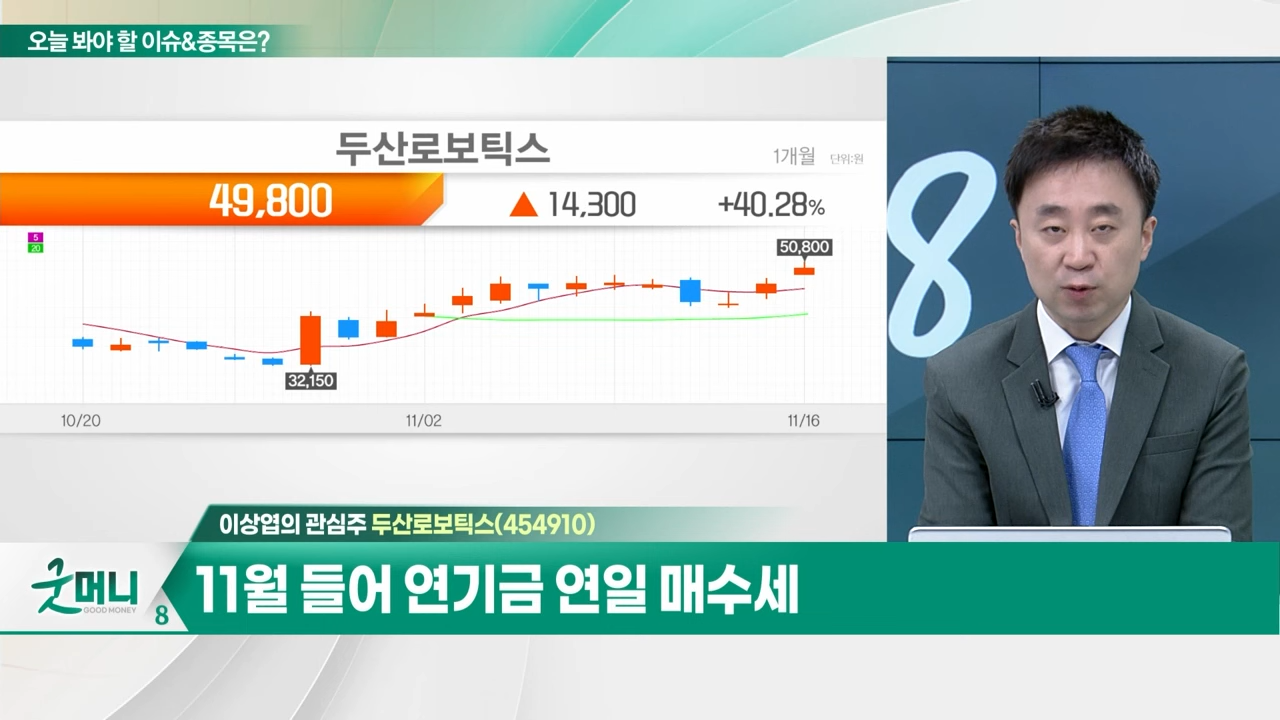 오늘 봐야 할 이슈&종목은?
두산로보틱스
1개월 단위:원
49,800 ▲ 14,300 +40.28%
5
20
50,800
32,150
10/20 11/02 11/16
8
이상엽의 관심주 두산로보틱스(454910)
11월 들어 연기금 연일 매수세
굿머니
GOOD MONEY
8